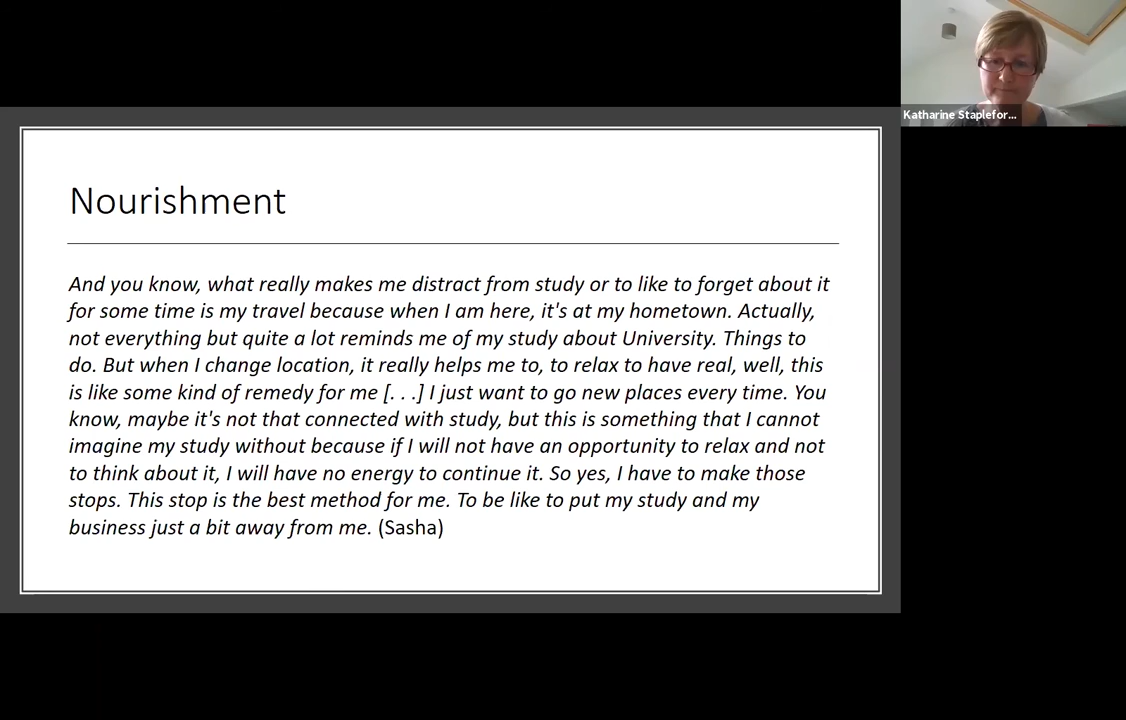 Katharine Staplefor...
Nourishment
And you know, what really makes me distract from study or to like to forget about it
for some time is my travel because when I am here, it's at my hometown. Actually,
not everything but quite a lot reminds me of my study about University. Things to
do. But when I change location, it really helps me to, to relax to have real, well, this
is like some kind of remedy for me [. . .] I just want to go new places every time. You
know, maybe it's not that connected with study, but this is something that I cannot
imagine my study without because if I will not have an opportunity to relax and not
to think about it, I will have no energy to continue it. So yes, I have to make those
stops. This stop is the best method for me. To be like to put my study and my
business just a bit away from me. (Sasha)